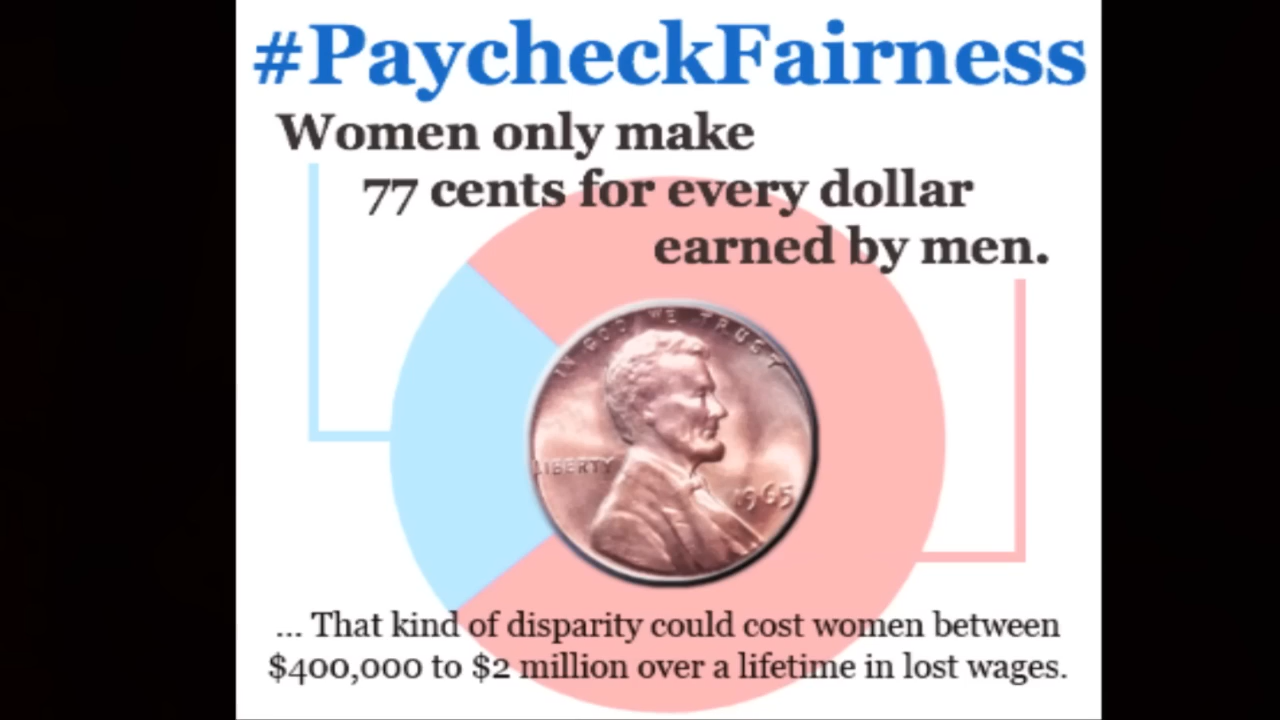 #PaycheckFairness
Women only make
77 cents for every dollar
earned by men.
IN GOD WE TRUST
LIBERTY
1965
... That kind of disparity could cost women between
$400,000 to $2 million over a lifetime in lost wages.